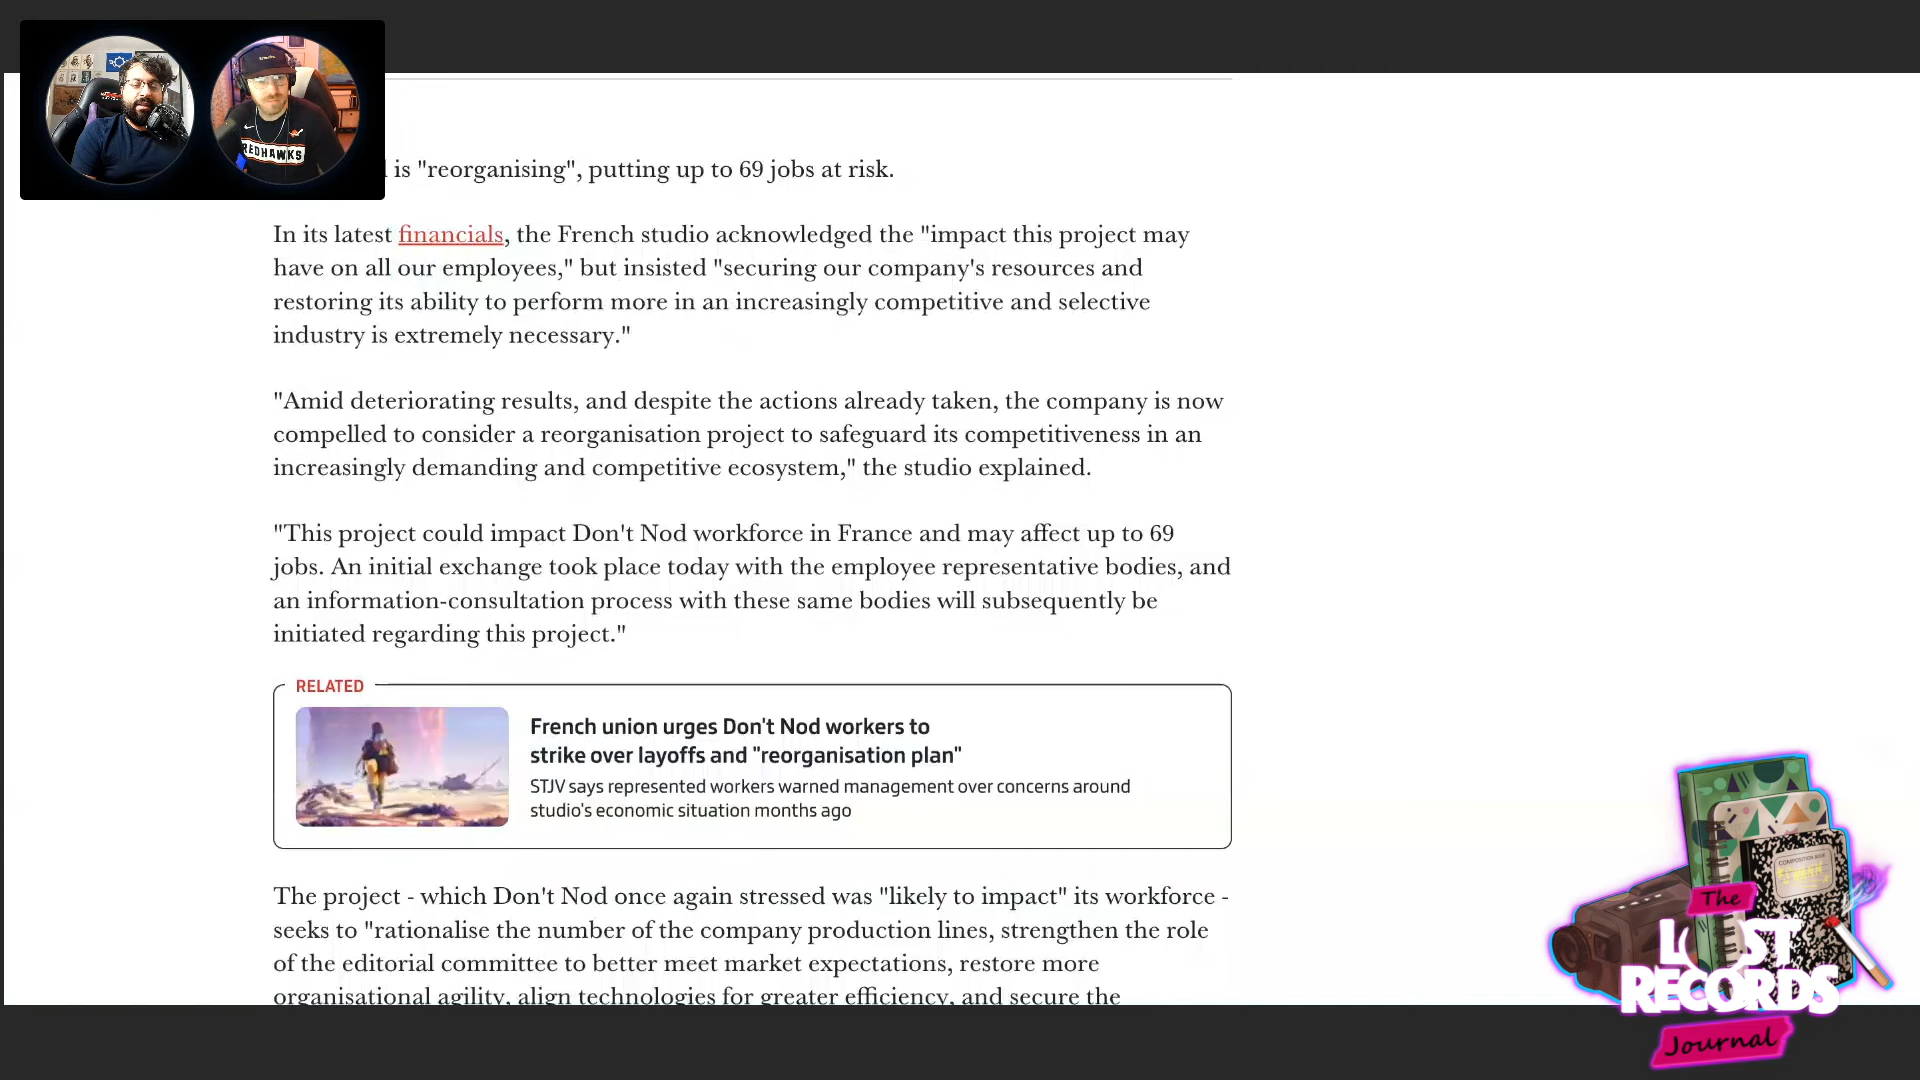 REDHAWKS
is "reorganising", putting up to 69 jobs at risk.
In its latest financials, the French studio acknowledged the "impact this project may
have on all our employees," but insisted "securing our company's resources and
restoring its ability to perform more in an increasingly competitive and selective
industry is extremely necessary."
"Amid deteriorating results, and despite the actions already taken, the company is now
compelled to consider a reorganisation project to safeguard its competitiveness in an
increasingly demanding and competitive ecosystem," the studio explained.
"This project could impact Don't Nod workforce in France and may affect up to 69
jobs. An initial exchange took place today with the employee representative bodies, and
an information-consultation process with these same bodies will subsequently be
initiated regarding this project."
RELATED
French union urges Don't Nod workers to
strike over layoffs and "reorganisation plan"
STJV says represented workers warned management over concerns around
studio's economic situation months ago
The project - which Don't Nod once again stressed was "likely to impact" its workforce -
seeks to "rationalise the number of the company production lines, strengthen the role
of the editorial committee to better meet market expectations, restore more
organisational agility, align technologies for greater efficiency, and secure the
COMPOSITION BOOK
The
LOST
RECORDS
Journal